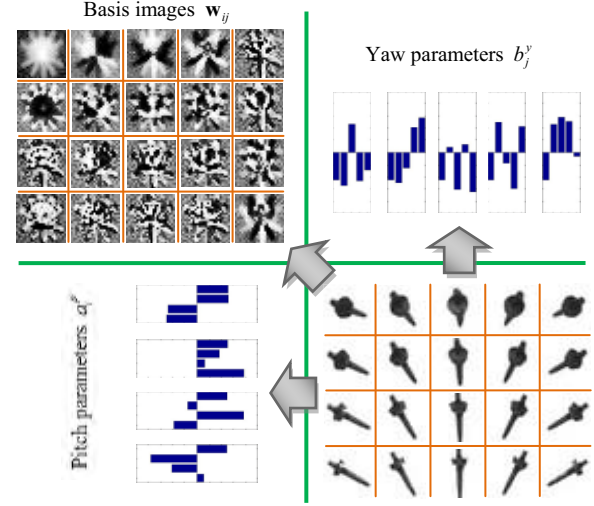 Basis images w_ij
Yaw parameters b_j^y
Pitch parameters a_i^p